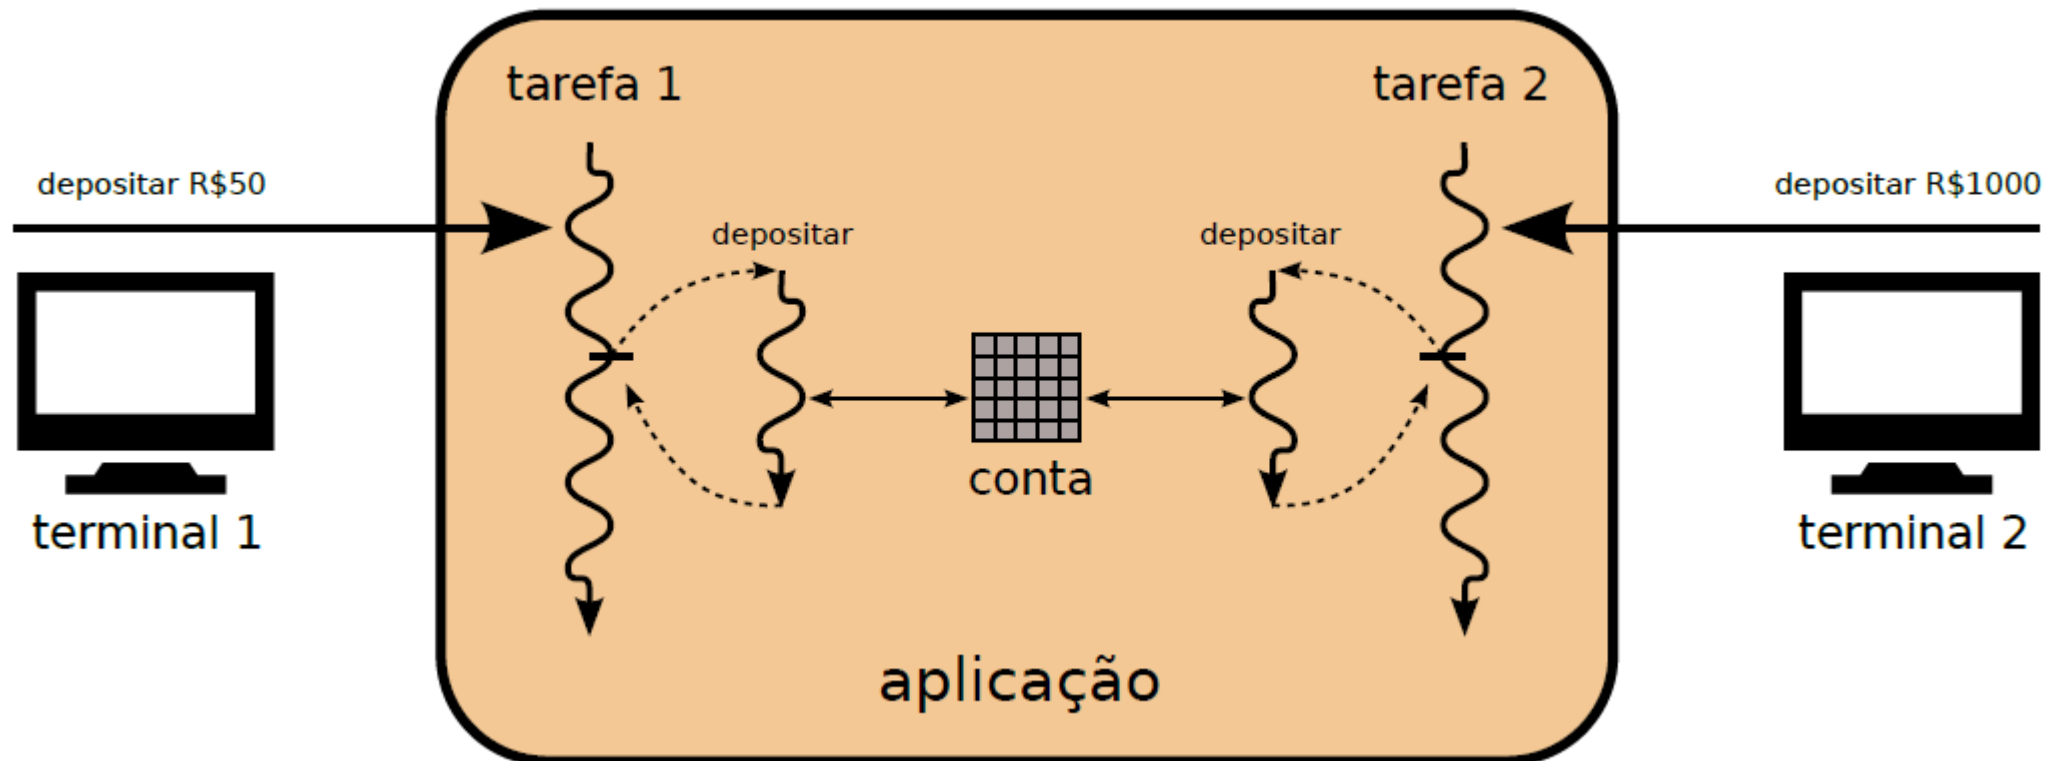 tarefa 1
tarefa 2
depositar R$50
depositar R$1000
depositar
depositar
conta
terminal 1
terminal 2
aplicação